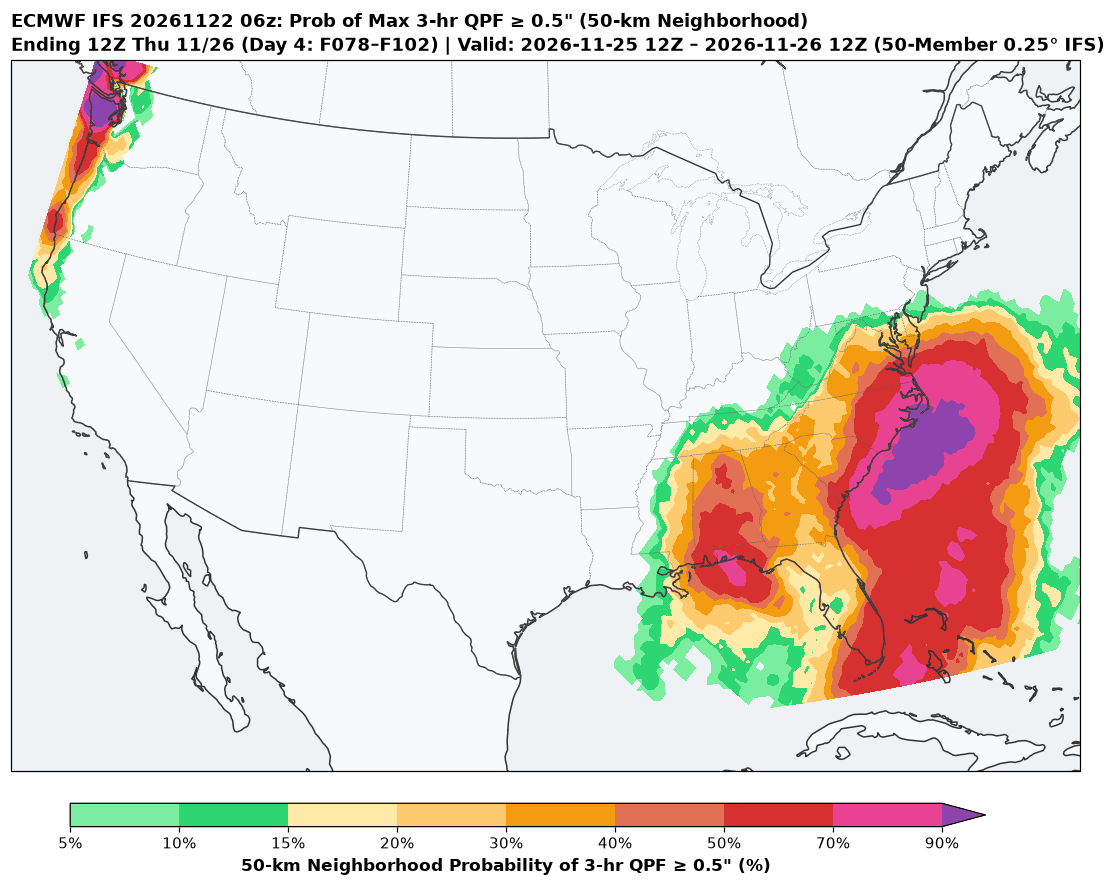 ECMWF IFS 20261122 06z: Prob of Max 3-hr QPF ≥ 0.5" (50-km Neighborhood)
Ending 12Z Thu 11/26 (Day 4: F078–F102) | Valid: 2026-11-25 12Z – 2026-11-26 12Z (50-Member 0.25° IFS)
5% 10% 15% 20% 30% 40% 50% 70% 90%
50-km Neighborhood Probability of 3-hr QPF ≥ 0.5" (%)